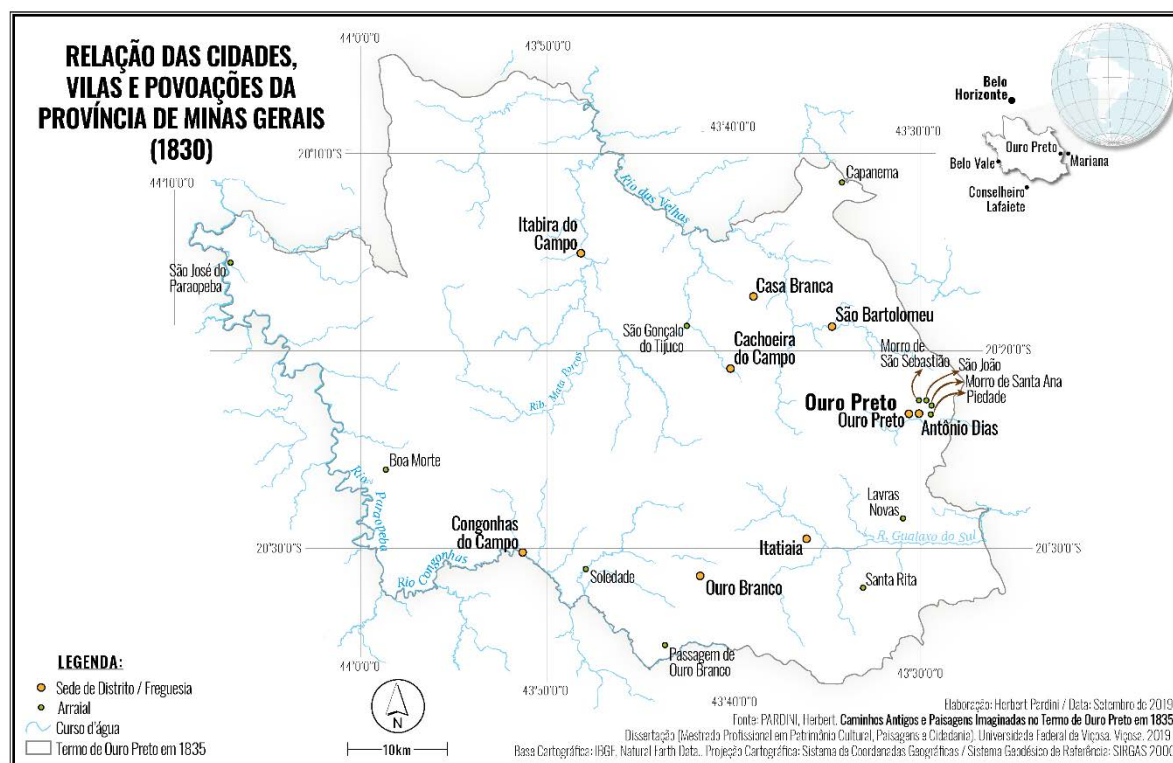 RELAÇÃO DAS CIDADES,
VILAS E POVOAÇÕES DA
PROVÍNCIA DE MINAS GERAIS
(1830)
44°0'0"O
43°50'0"O
43°40'0"O
43°30'0"O
20°10'0"S
44°10'0"O
Belo
Horizonte
Ouro Preto
Mariana
Belo Vale
Conselheiro
Lafaiete
Capanema
Rio das Velhas
Itabira do
Campo
São José do
Paraopeba
Casa Branca
São Bartolomeu
São Gonçalo
do Tijuco
Cachoeira
do Campo
20°20'0"S
Morro de
São Sebastião
São João
Morro de Santa Ana
Piedade
Rib. Mata Porcos
Ouro Preto
Ouro Preto
Antônio Dias
Boa Morte
Rio Paraopeba
Lavras
Novas
Congonhas
do Campo
Itatiaia
R. Gualaxo do Sul
20°30'0"S
20°30'0"S
Rio Congonhas
Soledade
Ouro Branco
Santa Rita
Passagem de
Ouro Branco
44°0'0"O
43°50'0"O
43°40'0"O
43°30'0"O
LEGENDA:
Sede de Distrito / Freguesia
Arraial
Curso d'água
Termo de Ouro Preto em 1835
N
10km
Elaboração: Herbert Pardini / Data: Setembro de 2019
Fonte: PARDINI, Herbert. Caminhos Antigos e Paisagens Imaginadas no Termo de Ouro Preto em 1835
Dissertação (Mestrado Profissional em Patrimônio Cultural, Paisagens e Cidadania). Universidade Federal de Viçosa. Viçosa. 2019
Base Cartográfica: IBGE, Natural Earth Data.. Projeção Cartográfica: Sistema de Coordenadas Geográficas / Sistema Geodésico de Referência: SIRGAS 2000